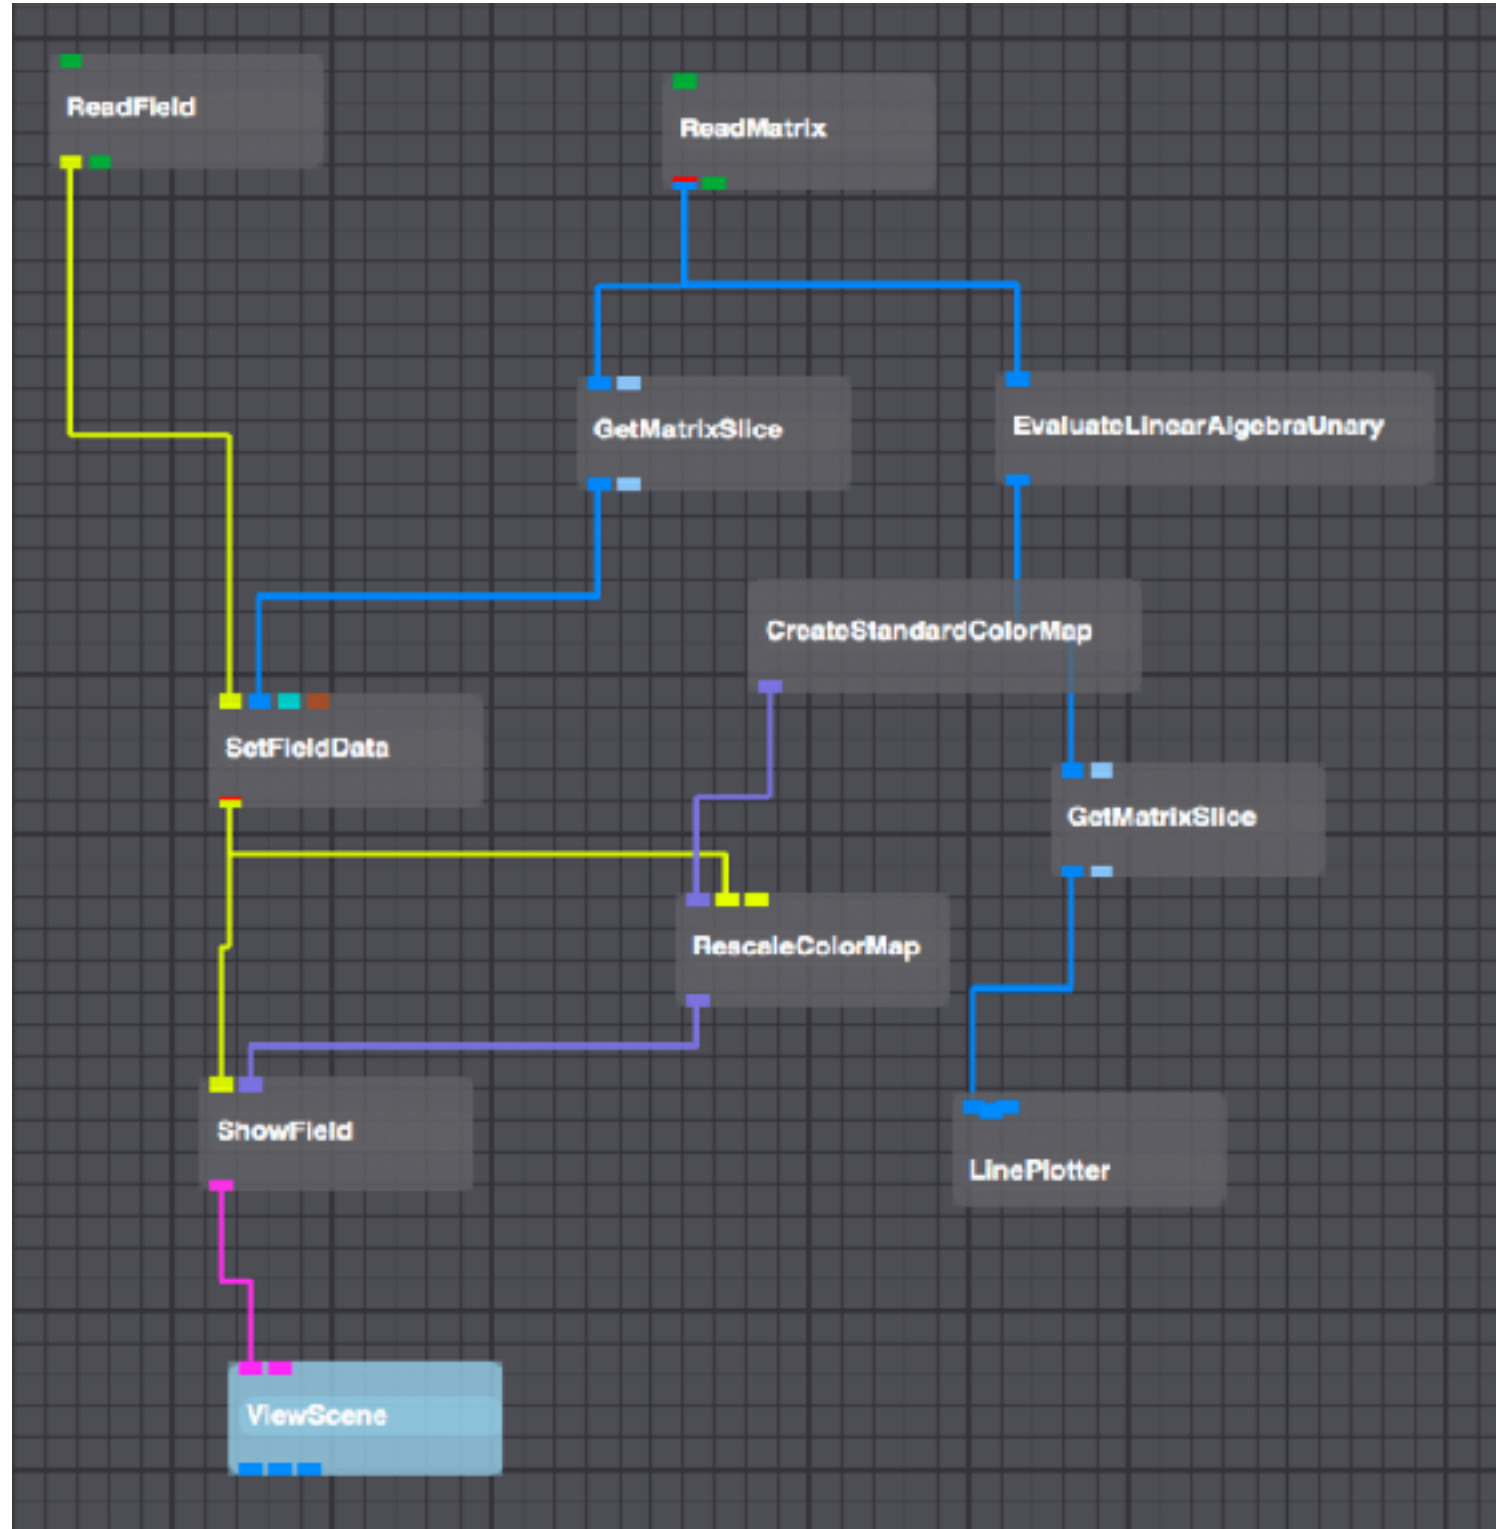 ReadField
ReadMatrix
GetMatrixSlice
EvaluateLinearAlgebraUnary
CreateStandardColorMap
SetFieldData
GetMatrixSlice
RescaleColorMap
ShowField
LinePlotter
ViewScene